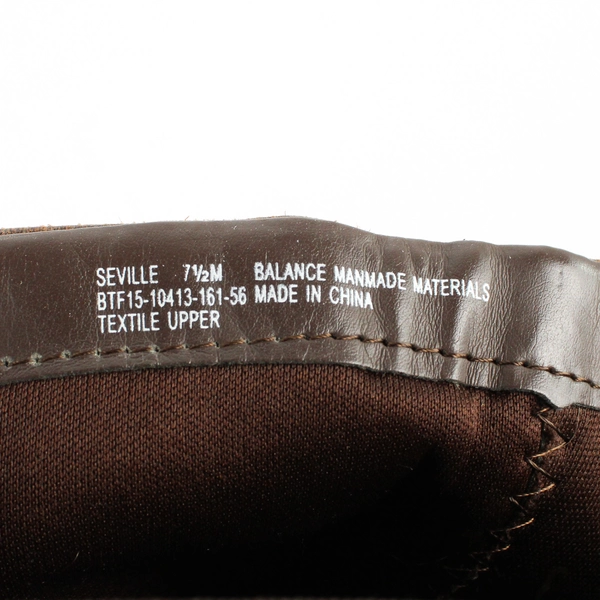 SEVILLE 7½M BALANCE MANMADE MATERIALS
BTF15-10413-161-56 MADE IN CHINA
TEXTILE UPPER